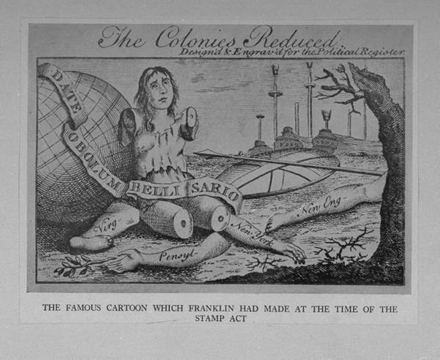 The Colonies Reduced.
Design'd & Engrav'd for the Political Register.
DATE
OBOLUM
BELLI
SARIO
Virg
Pensyl
New York
New Eng
THE FAMOUS CARTOON WHICH FRANKLIN HAD MADE AT THE TIME OF THE
STAMP ACT